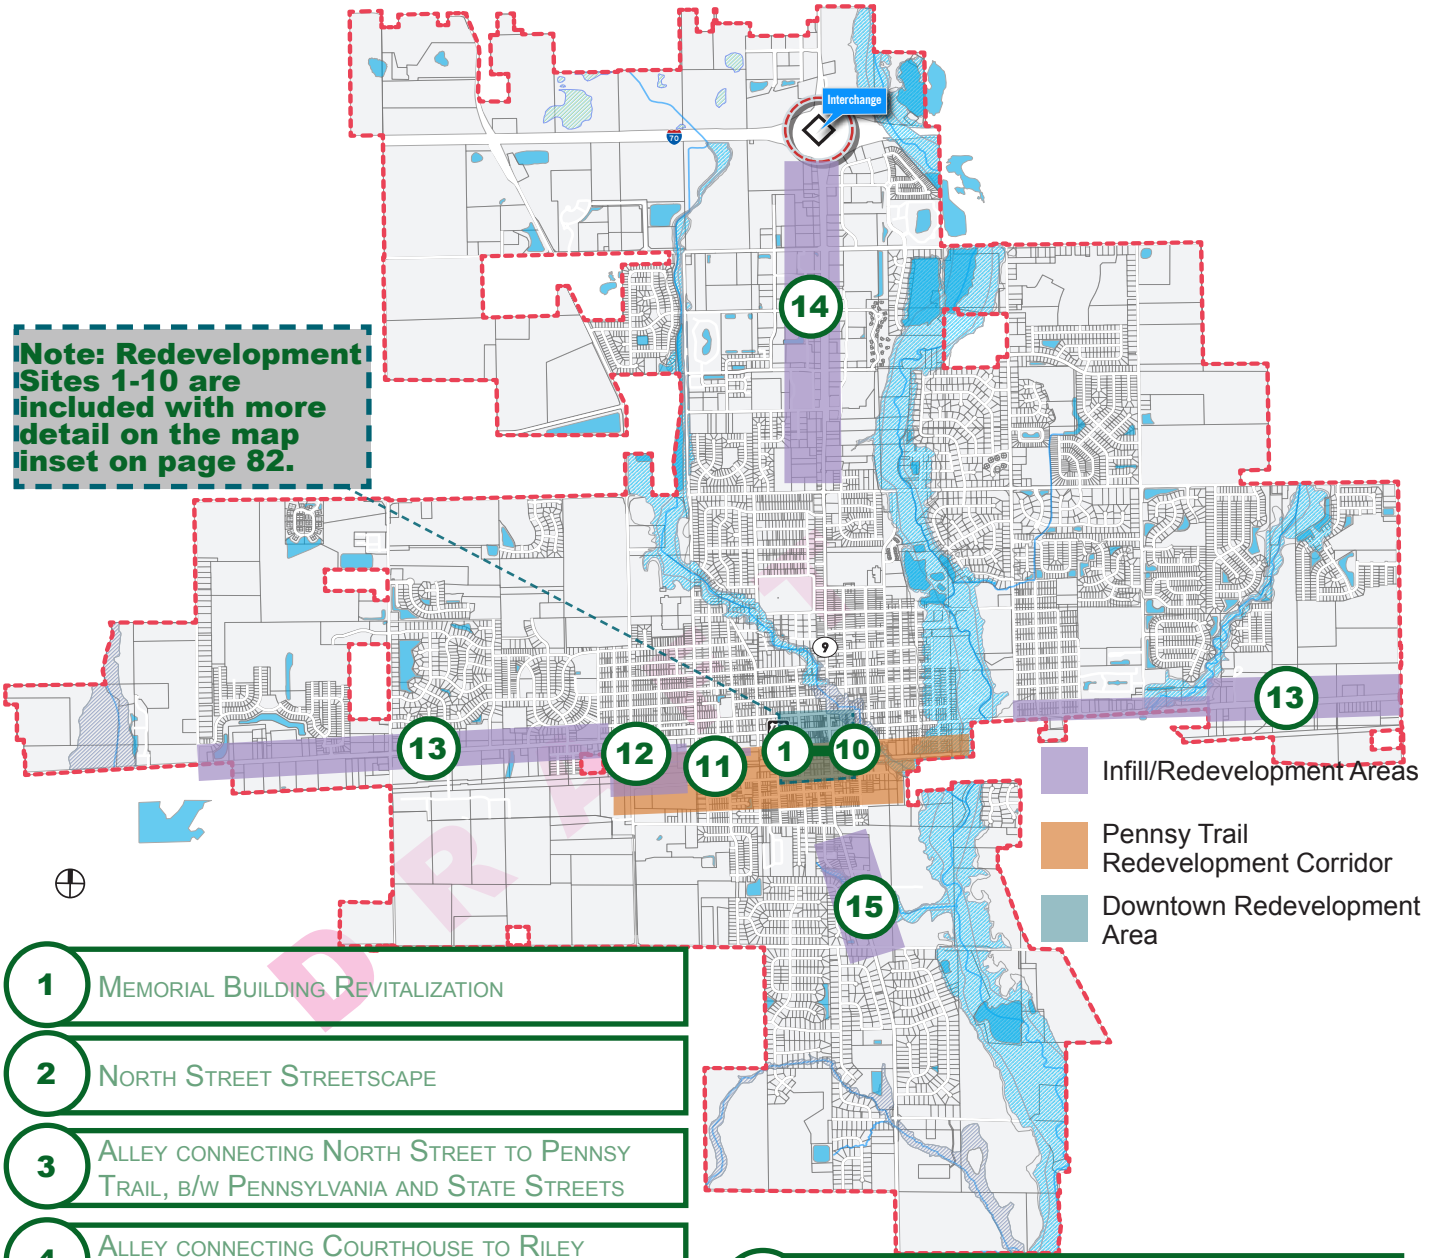 Interchange
70
14
Note: Redevelopment
Sites 1-10 are
included with more
detail on the map
inset on page 82.
9
13
13
12
11
1
10
Infill/Redevelopment Areas
Pennsy Trail
Redevelopment Corridor
Downtown Redevelopment
Area
15
DRAFT
1 Memorial Building Revitalization
2 North Street Streetscape
3 Alley connecting North Street to Pennsy
Trail, b/w Pennsylvania and State Streets
4 Alley connecting Courthouse to Riley